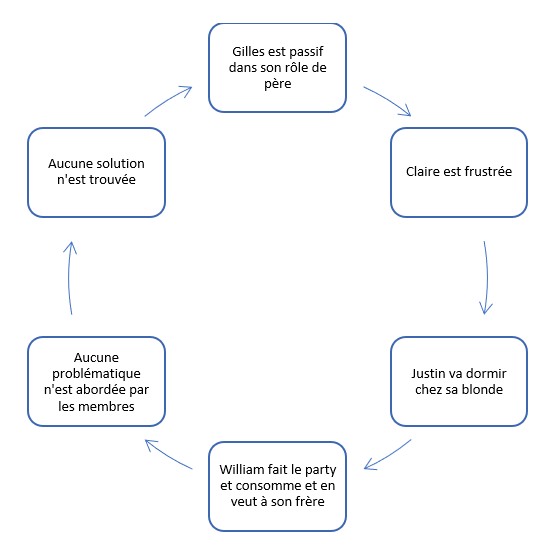 Gilles est passif
dans son rôle de
père
Claire est frustrée
Justin va dormir
chez sa blonde
William fait le party
et consomme et en
veut à son frère
Aucune
problématique
n'est abordée par
les membres
Aucune solution
n'est trouvée